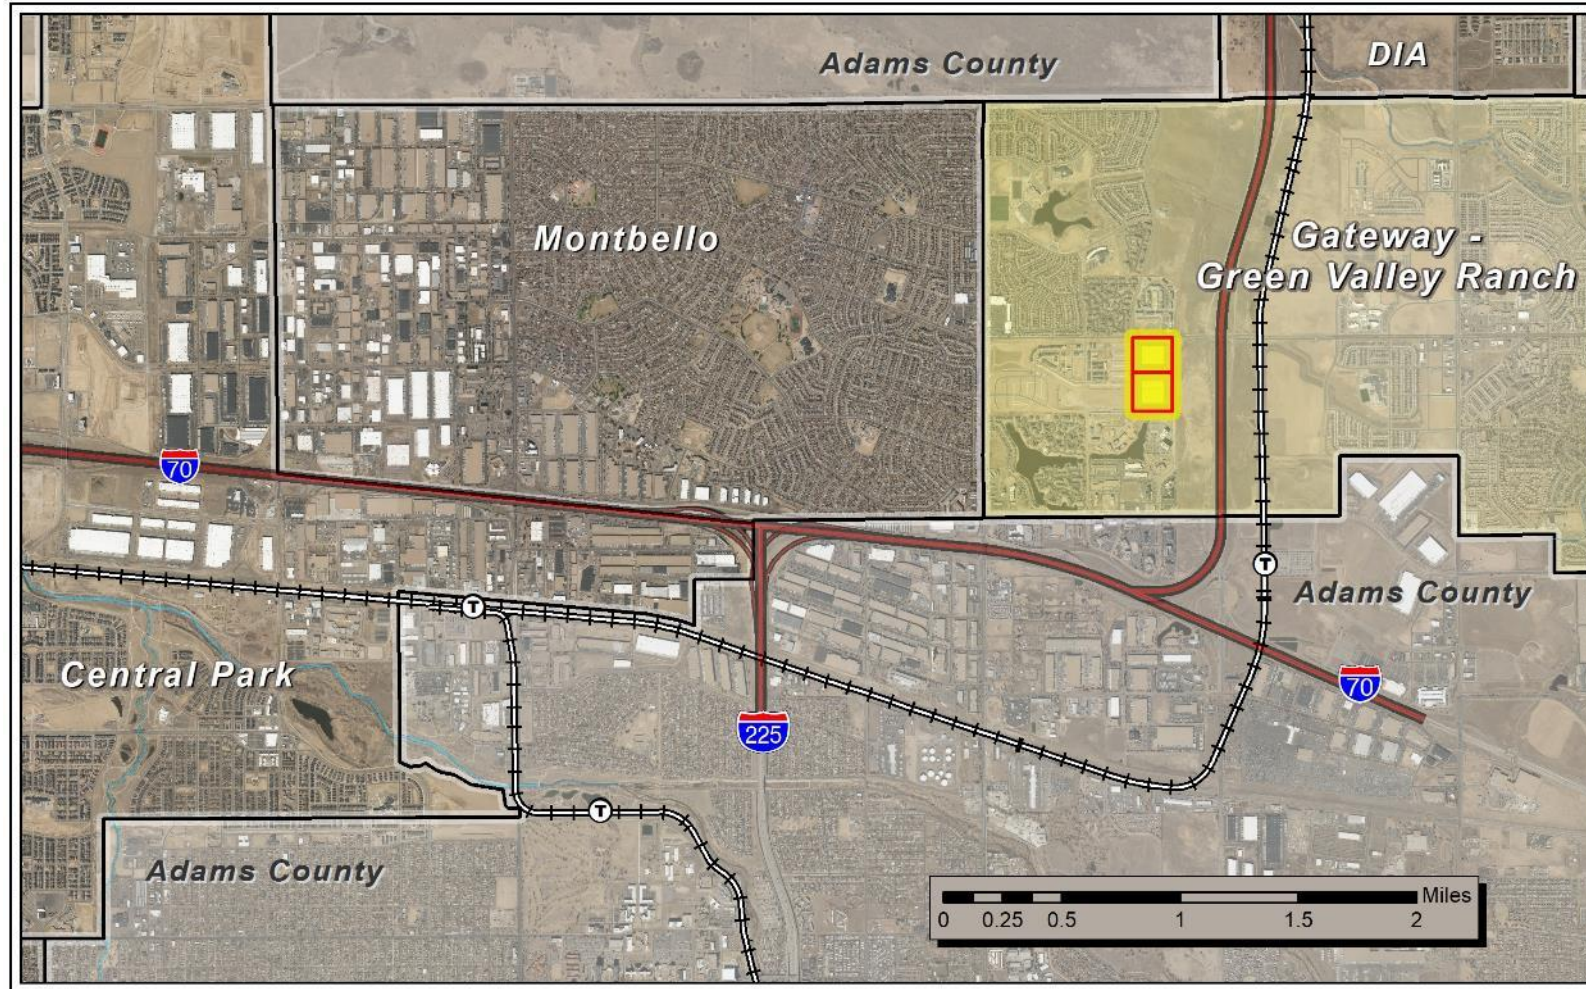 Adams County
DIA
Montbello
Gateway -
Green Valley Ranch
70
T
T
Adams County
Central Park
70
225
T
Adams County
Miles
0 0.25 0.5 1 1.5 2